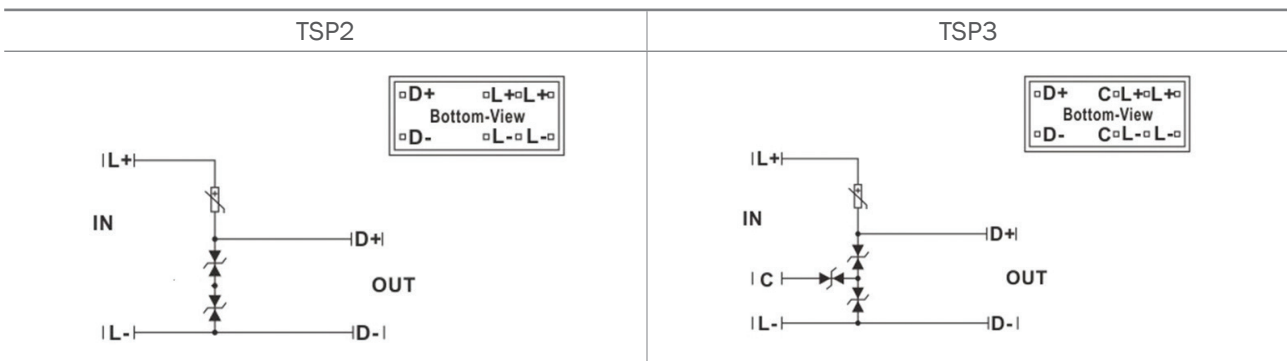 TSP2
TSP3
D+ L+ L+
Bottom-View
D- L- L-
L+
IN
D+
OUT
L-
D-
D+ C L+ L+
Bottom-View
D- C L- L-
L+
IN
D+
C
OUT
L-
D-